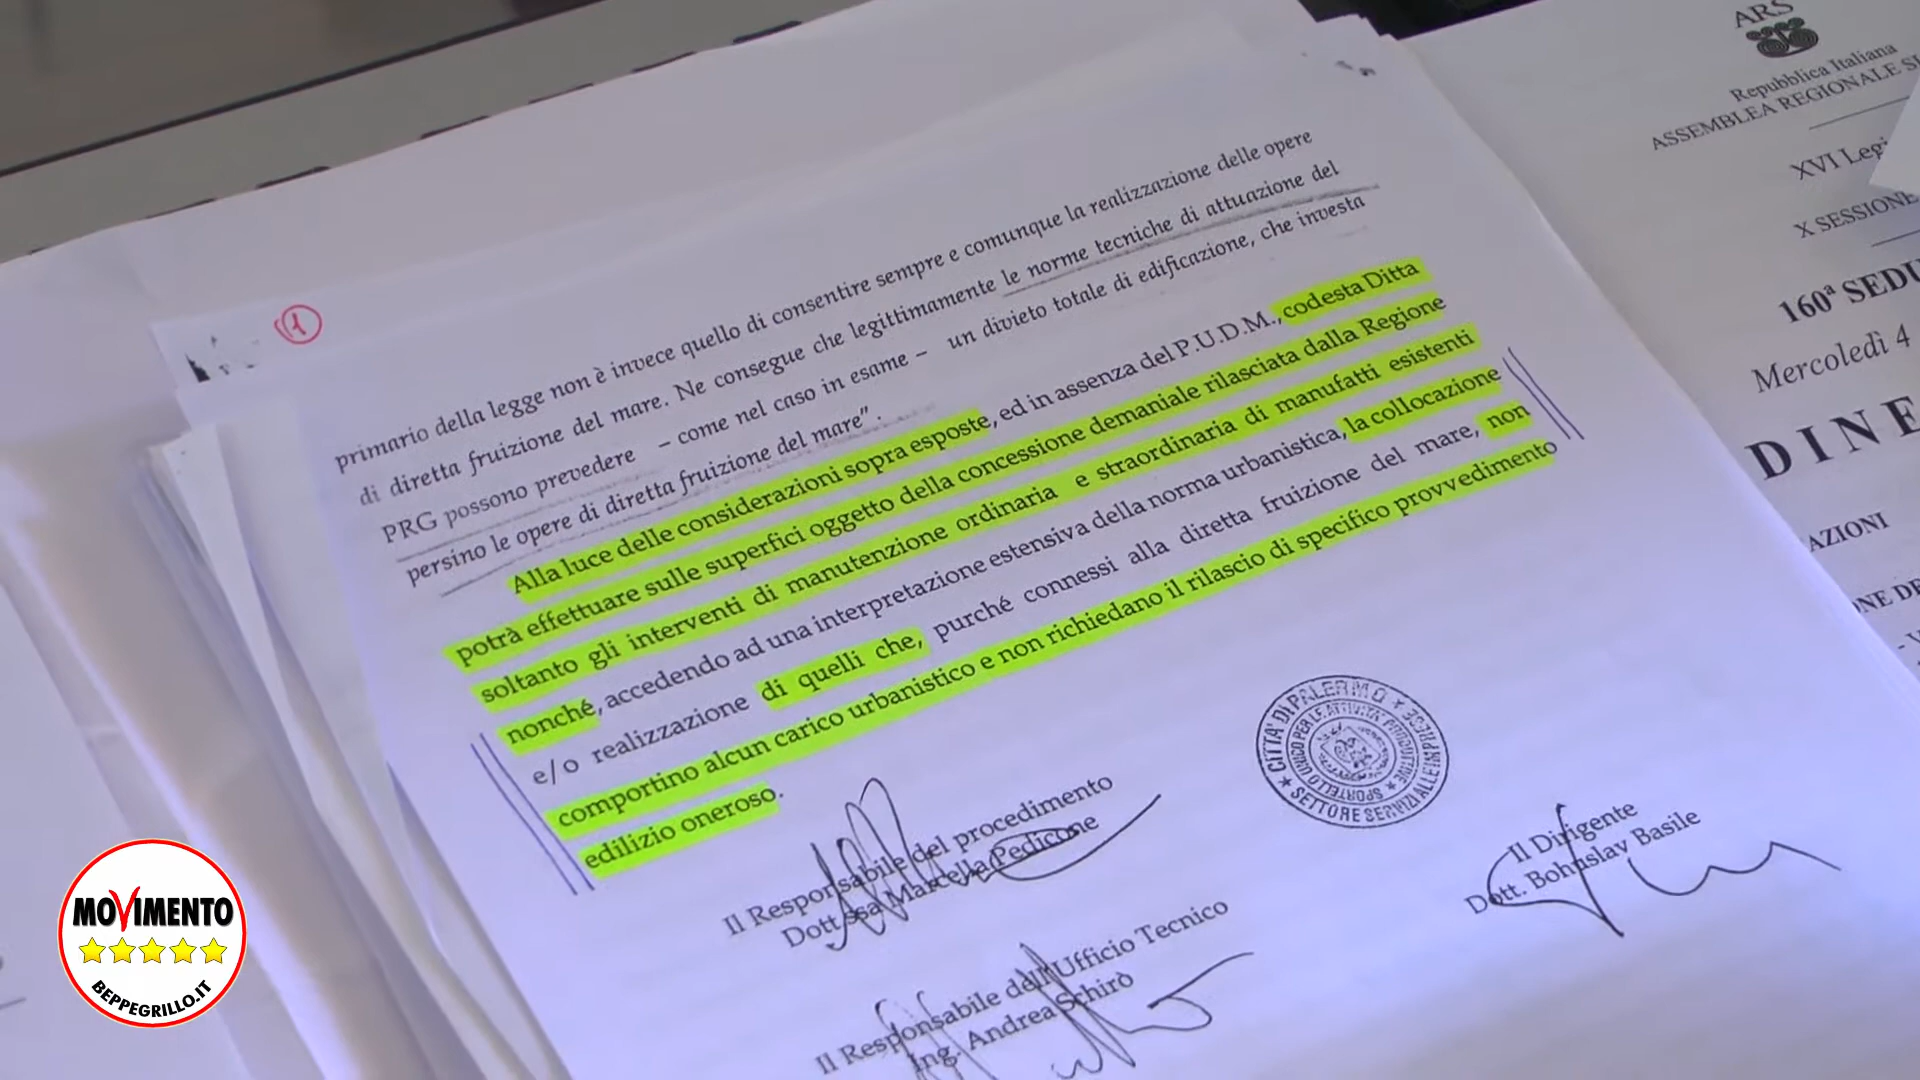 1
primario della legge non è invece quello di consentire sempre e comunque la realizzazione delle opere
di diretta fruizione del mare. Ne consegue che legittimamente le norme tecniche di attuazione del
PRG possono prevedere – come nel caso in esame – un divieto totale di edificazione, che investa
persino le opere di diretta fruizione del mare".
Alla luce delle considerazioni sopra esposte, ed in assenza del P.U.D.M., codesta Ditta
potrà effettuare sulle superfici oggetto della concessione demaniale rilasciata dalla Regione
soltanto gli interventi di manutenzione ordinaria e straordinaria di manufatti esistenti
nonché, accedendo ad una interpretazione estensiva della norma urbanistica, la collocazione
e/o realizzazione di quelli che, purché connessi alla diretta fruizione del mare, non
comportino alcun carico urbanistico e non richiedano il rilascio di specifico provvedimento
edilizio oneroso.
Il Responsabile del procedimento
Dott.ssa Marcella Pedicone
Il Responsabile dell'Ufficio Tecnico
Ing. Andrea Schirò
Il Dirigente
Dott. Bohuslav Basile
CITTA' DI PALERMO
SETTORE SERVIZI ALLE IMPRESE
SPORTELLO UNICO PER LE ATTIVITA' PRODUTTIVE
ARS
Repubblica Italiana
ASSEMBLEA REGIONALE
XVI
X SESSIONE
160ª
Mercoledì 4
MOVIMENTO
BEPPEGRILLO.IT